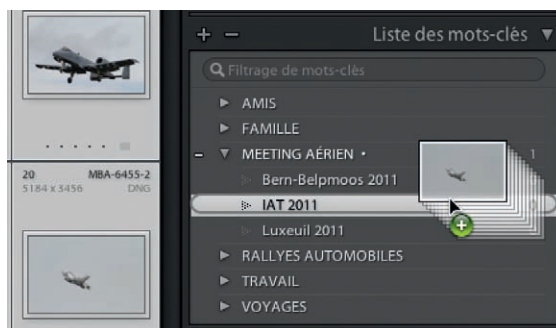 20 MBA-6455-2
5184 x 3456 DNG
Liste des mots-clés
Filtrage de mots-clès
AMIS
FAMILLE
MEETING AÉRIEN • 1
Bern-Belpmoos 2011
IAT 2011
Luxeuil 2011
RALLYES AUTOMOBILES
TRAVAIL
VOYAGES